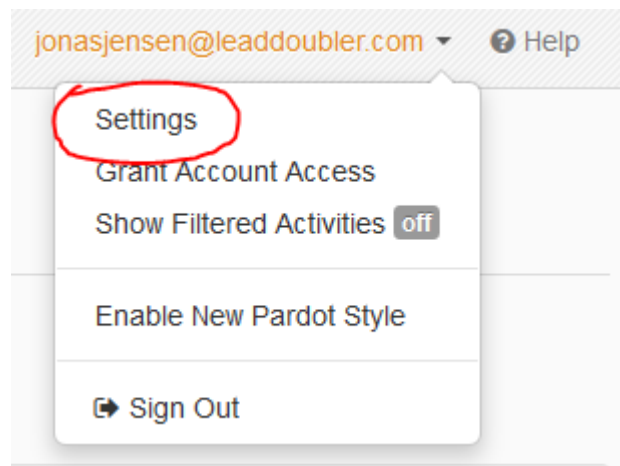 jonasjensen@leaddoubler.com Help
Settings
Grant Account Access
Show Filtered Activities off
Enable New Pardot Style
Sign Out